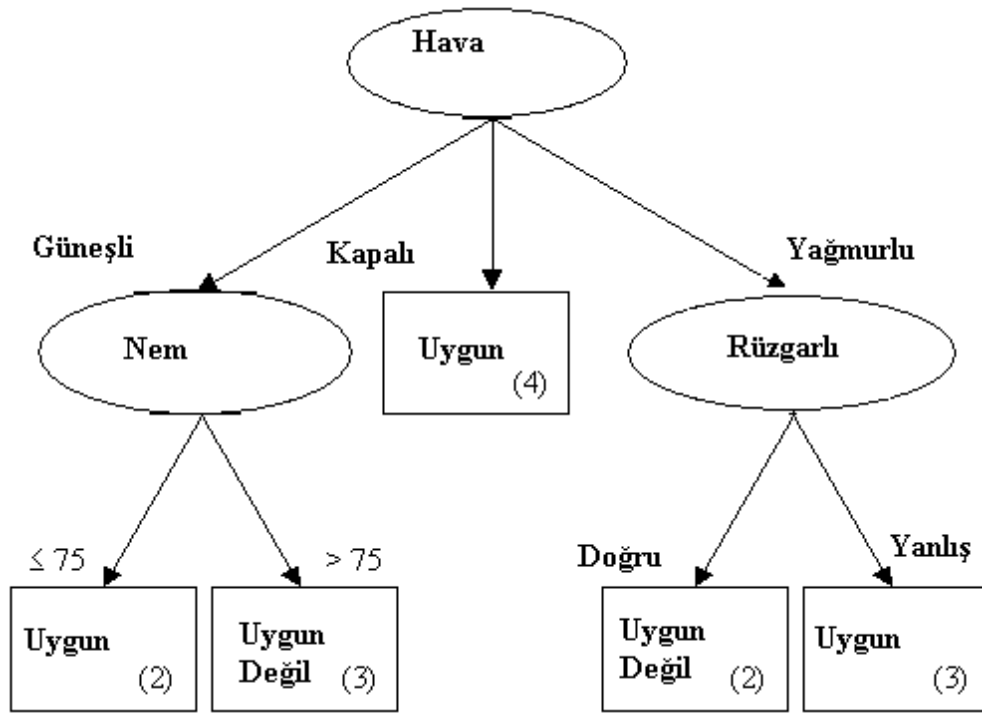 Hava
Güneşli
Kapalı
Yağmurlu
Nem
Uygun
(4)
Rüzgarlı
≤ 75
> 75
Doğru
Yanlış
Uygun
(2)
Uygun
Değil (3)
Uygun
Değil (2)
Uygun
(3)